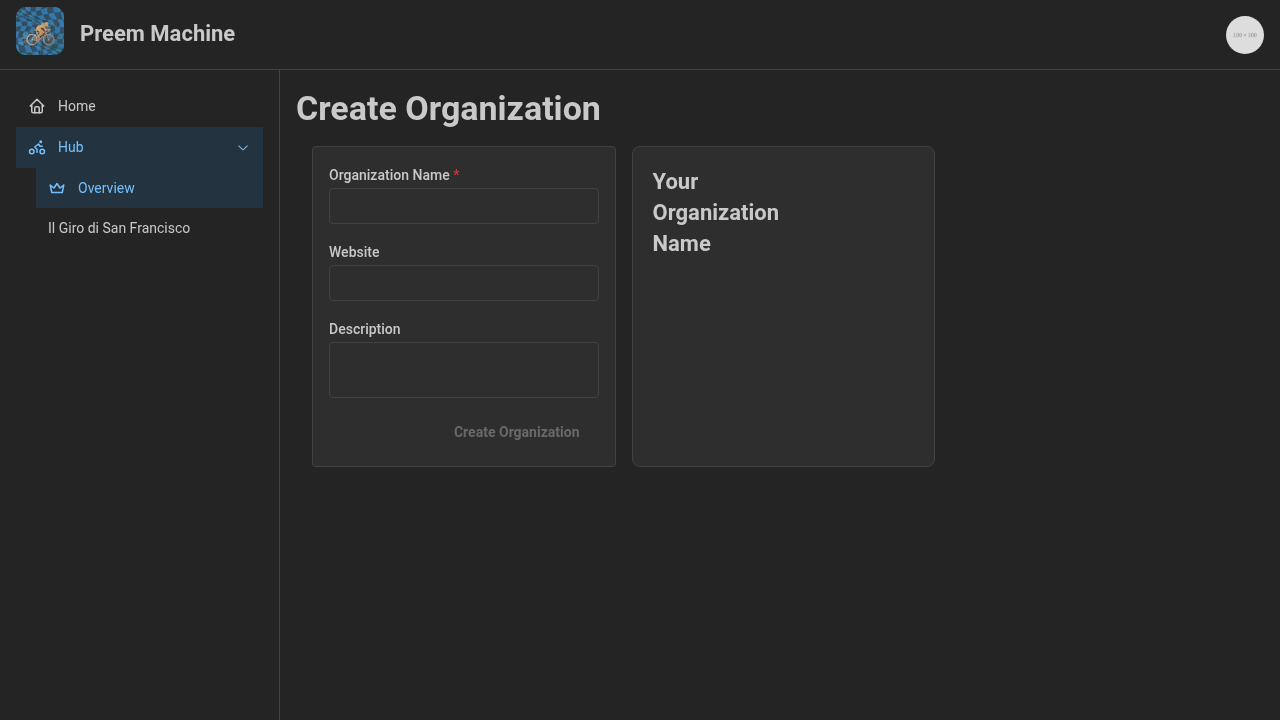 Preem Machine
100 × 100
Home
Hub
Overview
Il Giro di San Francisco
Create Organization
Organization Name *
Website
Description
Create Organization
Your
Organization
Name